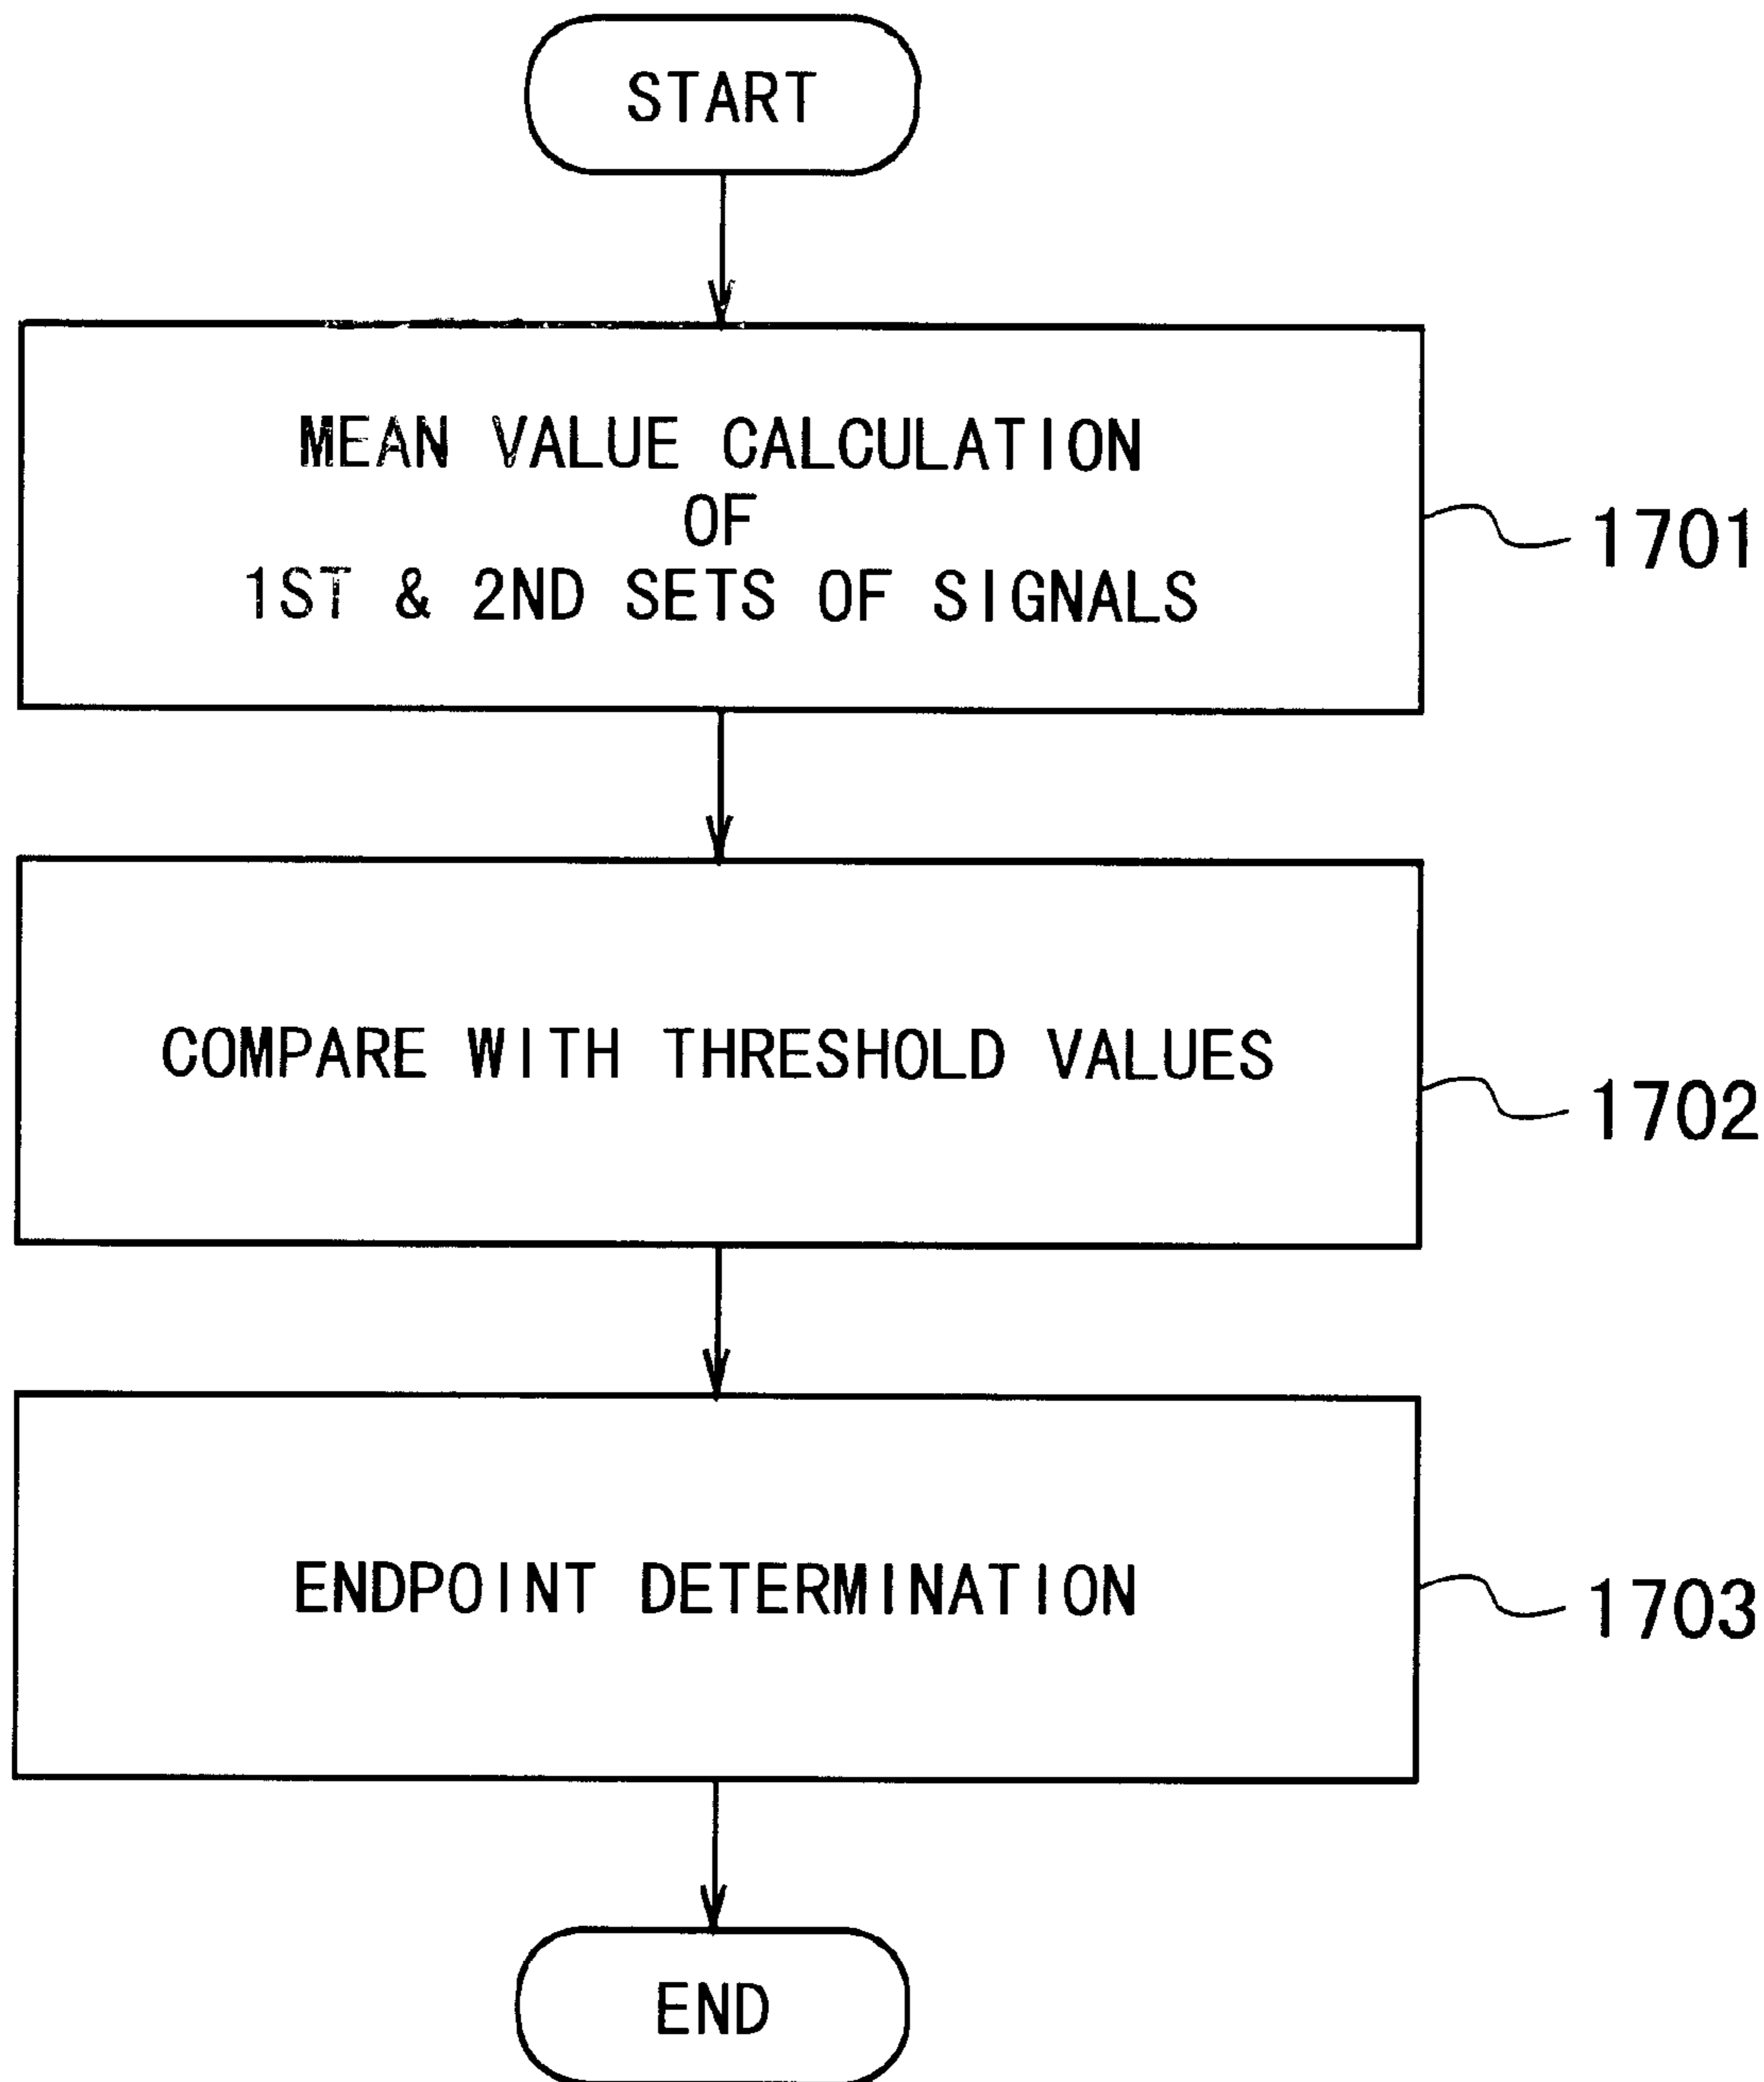 START
MEAN VALUE CALCULATION
OF
1ST & 2ND SETS OF SIGNALS
1701
COMPARE WITH THRESHOLD VALUES
1702
ENDPOINT DETERMINATION
1703
END